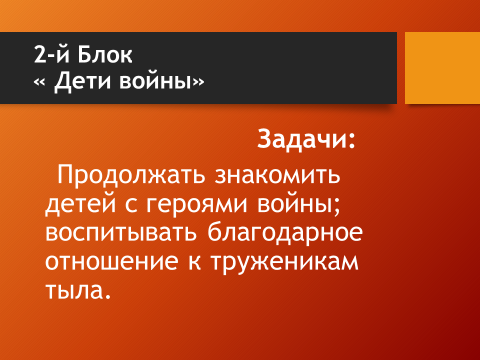 2-й Блок
« Дети войны»
Задачи:
Продолжать знакомить
детей с героями войны;
воспитывать благодарное
отношение к труженикам
тыла.